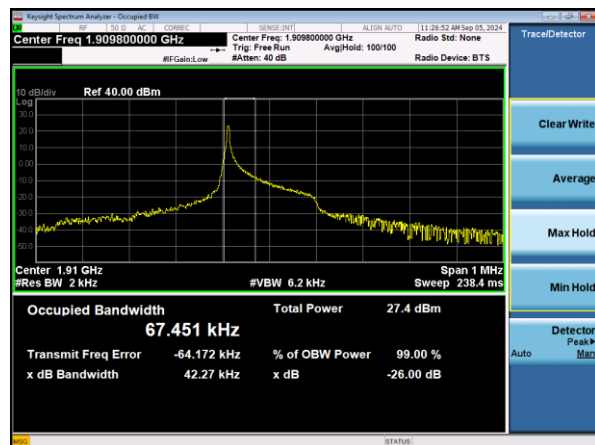 Keysight Spectrum Analyzer - Occupied BW
RF 50 Ω AC CORREC SENSE:INT ALIGN AUTO 11:26:52 AM Sep 05, 2024
Center Freq 1.909800000 GHz Center Freq: 1.909800000 GHz Radio Std: None Trace/Detector
Trig: Free Run Avg|Hold: 100/100
#IFGain:Low #Atten: 40 dB Radio Device: BTS
10 dB/div Ref 40.00 dBm
Log
30.0
20.0
10.0
0.00
-10.0
-20.0
-30.0
-40.0
-50.0
Clear Write
Average
Max Hold
Min Hold
Center 1.91 GHz Span 1 MHz
#Res BW 2 kHz #VBW 6.2 kHz Sweep 238.4 ms
Occupied Bandwidth Total Power 27.4 dBm
67.451 kHz
Transmit Freq Error -64.172 kHz % of OBW Power 99.00 %
x dB Bandwidth 42.27 kHz x dB -26.00 dB
Detector
Peak
Auto Man
MSG STATUS